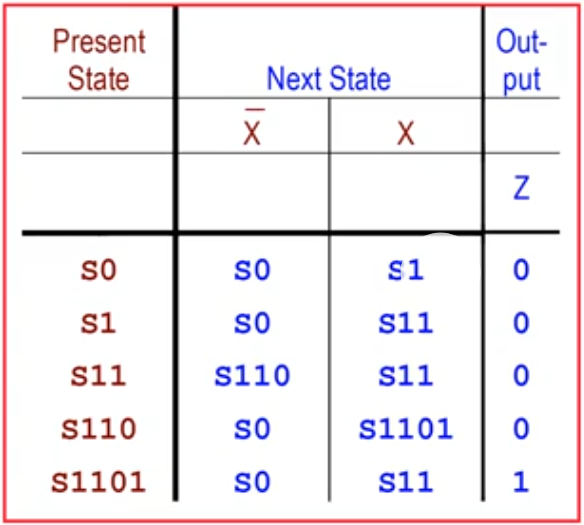 Present State Next State Out-put
X̅ X
Z
S0 S0 S1 0
S1 S0 S11 0
S11 S110 S11 0
S110 S0 S1101 0
S1101 S0 S11 1